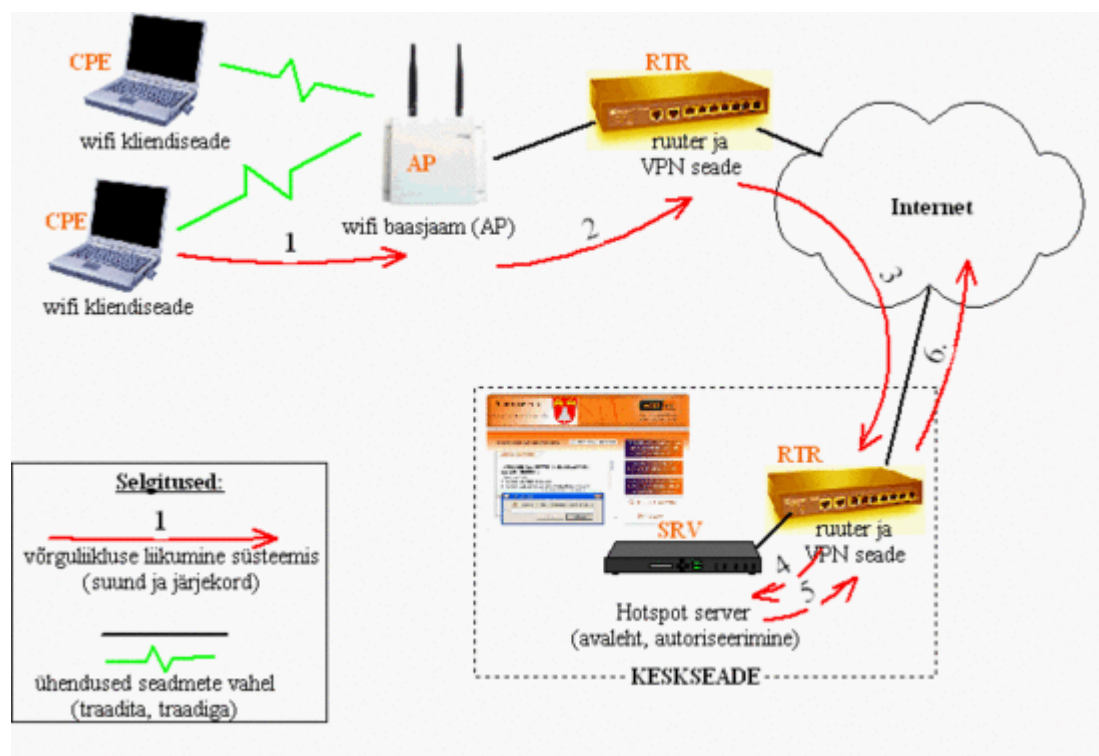 CPE
wifi kliendiseade
CPE
wifi kliendiseade
AP
wifi baasjaam (AP)
RTR
ruuter ja
VPN seade
Internet
1
2
3
6.
RTR
ruuter ja
VPN seade
SRV
4
5
Hotspot server
(avaleht, autoriseerimine)
KESKSEADE
Selgitused:
1
võrguliikluse liikumine süsteemis
(suund ja järjekord)
ühendused seadmete vahel
(traadita, traadiga)